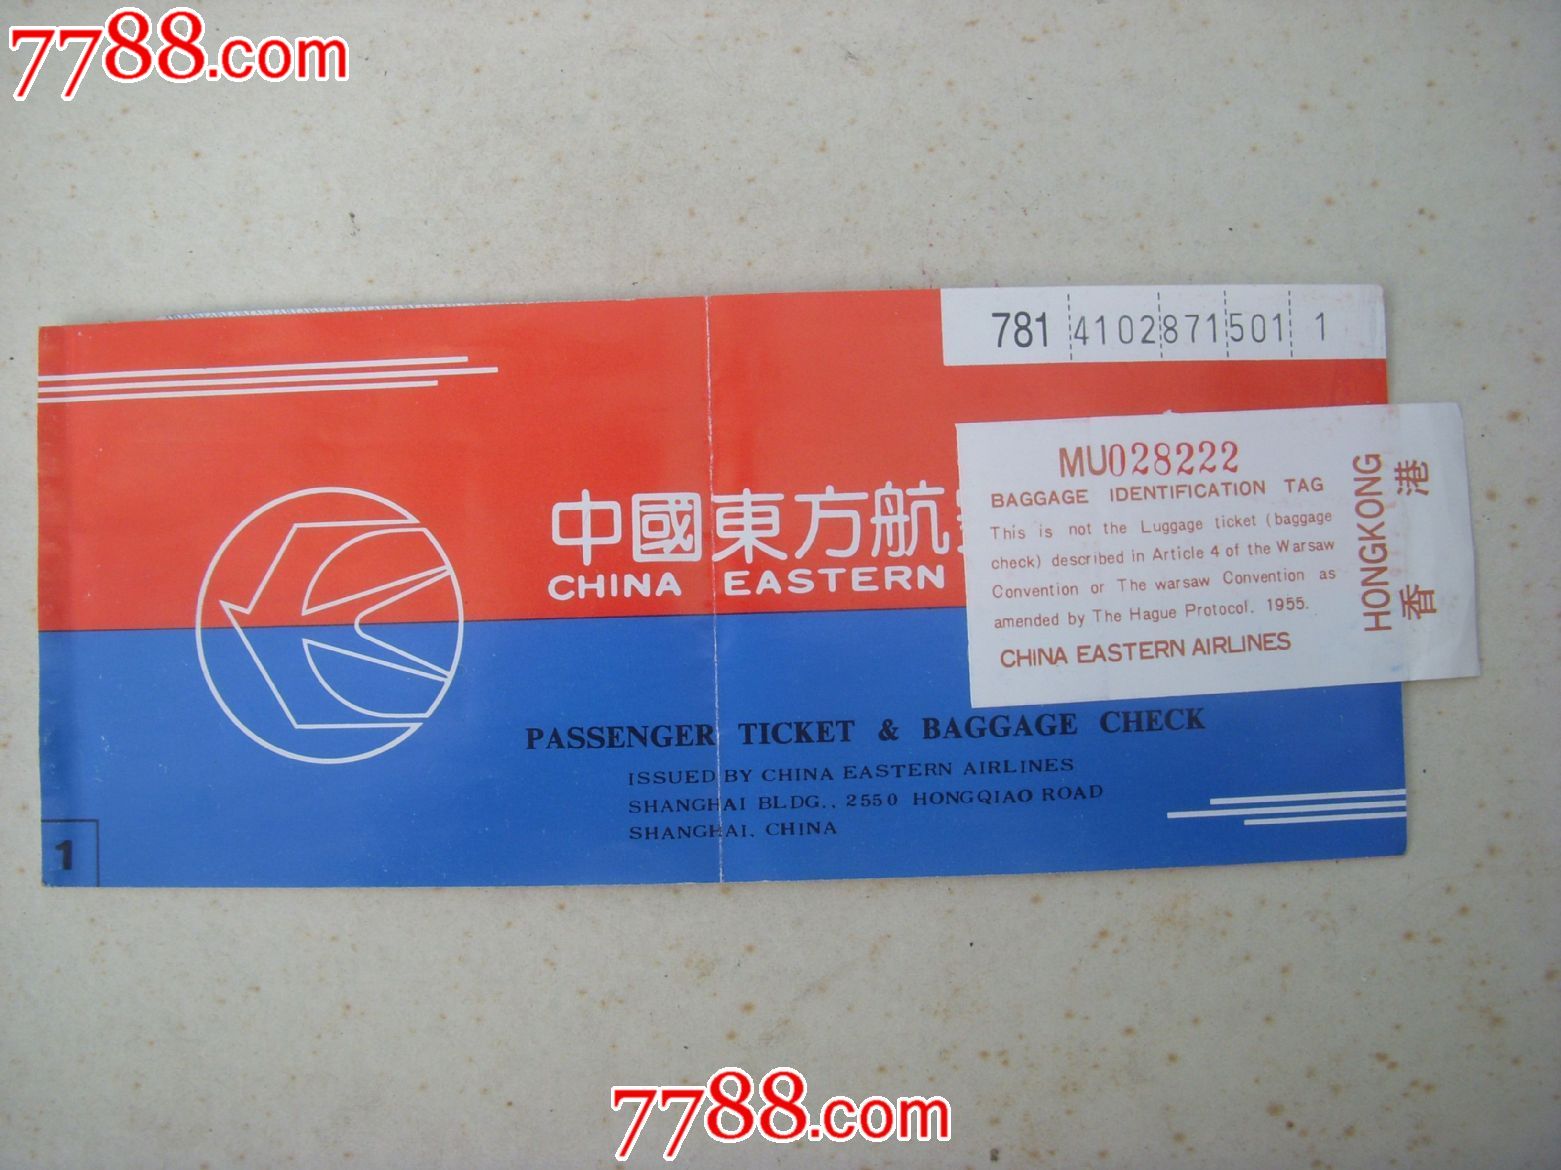 7788.com
781 4102 871 501 1
中國東方航
CHINA EASTERN
MU028222
BAGGAGE IDENTIFICATION TAG
This is not the Luggage ticket (baggage
check) described in Article 4 of the Warsaw
Convention or The warsaw Convention as
amended by The Hague Protocol. 1955.
CHINA EASTERN AIRLINES
HONGKONG
香港
PASSENGER TICKET & BAGGAGE CHECK
ISSUED BY CHINA EASTERN AIRLINES
SHANGHAI BLDG., 2550 HONGQIAO ROAD
SHANGHAI. CHINA
1
7788.com